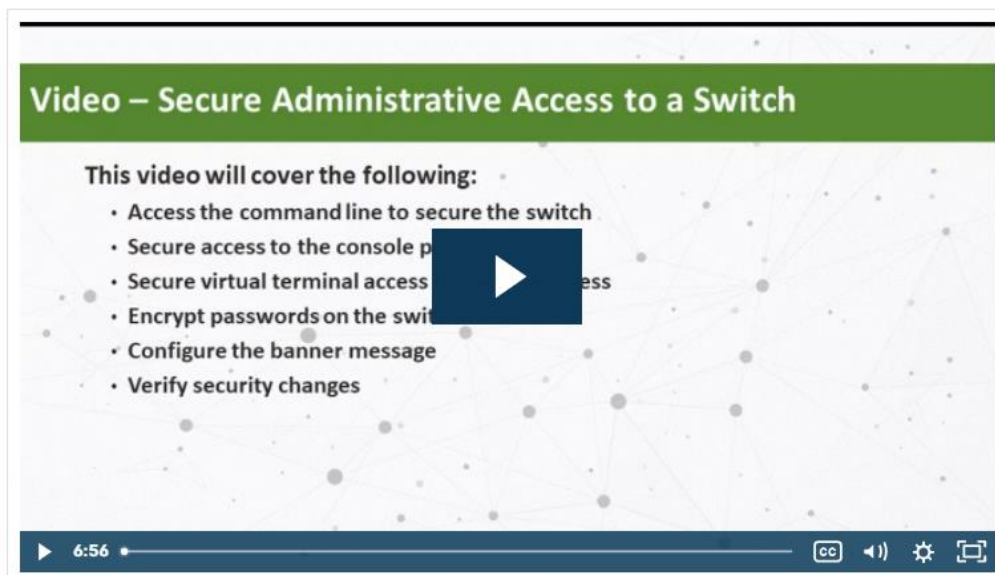 Video – Secure Administrative Access to a Switch
This video will cover the following:
• Access the command line to secure the switch
• Secure access to the console
• Secure virtual terminal access
• Encrypt passwords on the
• Configure the banner message
• Verify security changes
6:56
CC